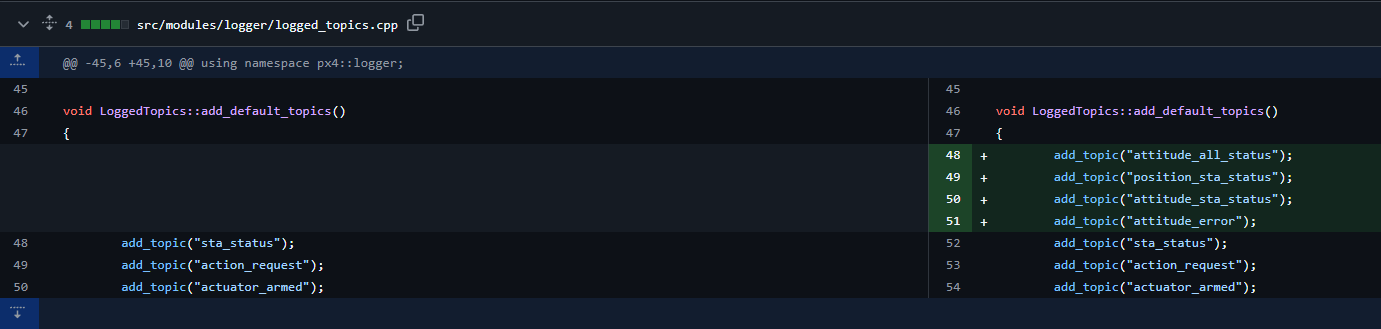 4 src/modules/logger/logged_topics.cpp
@@ -45,6 +45,10 @@ using namespace px4::logger;
45
46 void LoggedTopics::add_default_topics()
47 {
48 add_topic("sta_status");
49 add_topic("action_request");
50 add_topic("actuator_armed");
45
46 void LoggedTopics::add_default_topics()
47 {
48 + add_topic("attitude_all_status");
49 + add_topic("position_sta_status");
50 + add_topic("attitude_sta_status");
51 + add_topic("attitude_error");
52 add_topic("sta_status");
53 add_topic("action_request");
54 add_topic("actuator_armed");